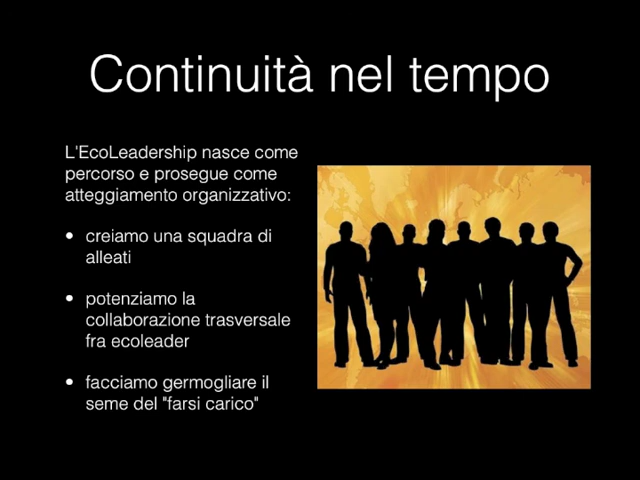 Continuità nel tempo
L'EcoLeadership nasce come
percorso e prosegue come
atteggiamento organizzativo:
• creiamo una squadra di
alleati
• potenziamo la
collaborazione trasversale
fra ecoleader
• facciamo germogliare il
seme del "farsi carico"